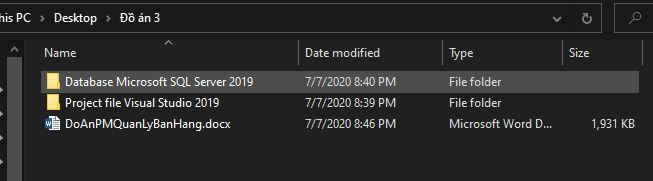 his PC > Desktop > Đồ án 3
Name Date modified Type Size
Database Microsoft SQL Server 2019 7/7/2020 8:40 PM File folder
Project file Visual Studio 2019 7/7/2020 8:39 PM File folder
DoAnPMQuanLyBanHang.docx 7/7/2020 8:46 PM Microsoft Word D... 1,931 KB